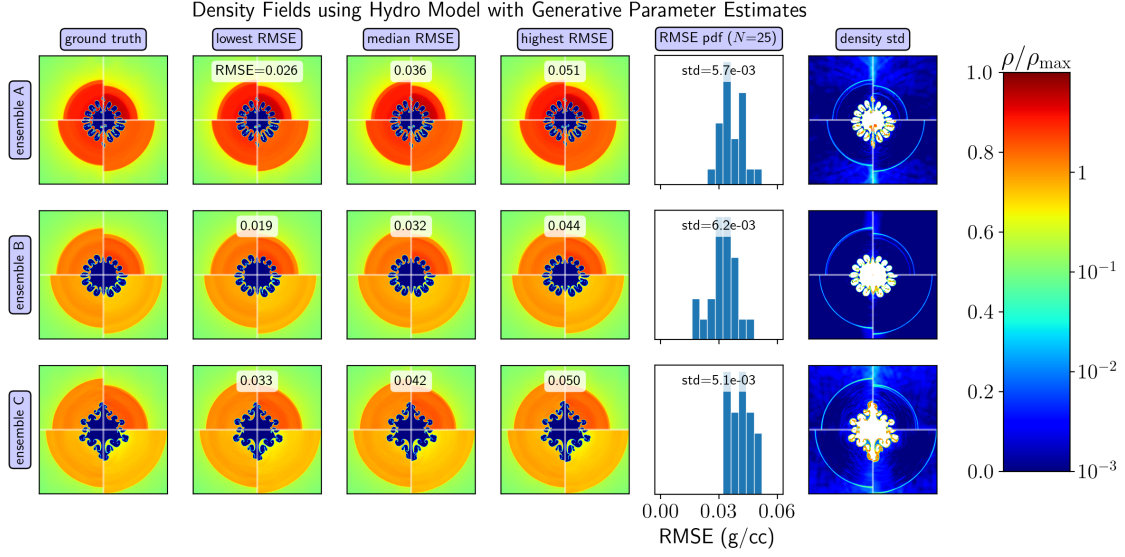 Density Fields using Hydro Model with Generative Parameter Estimates
ground truth
lowest RMSE
median RMSE
highest RMSE
RMSE pdf (N=25)
density std
ρ/ρmax
ensemble A
RMSE=0.026
0.036
0.051
std=5.7e-03
ensemble B
0.019
0.032
0.044
std=6.2e-03
ensemble C
0.033
0.042
0.050
std=5.1e-03
0.00
0.03
0.06
RMSE (g/cc)
1.0
0.8
0.6
0.4
0.2
0.0
1
10⁻¹
10⁻²
10⁻³